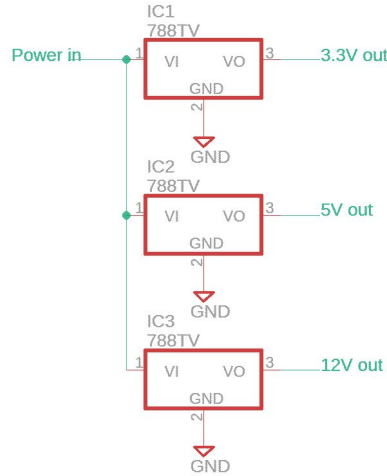 IC1
788TV
Power in 1 VI VO 3 3.3V out
GND
2
GND
IC2
788TV
1 VI VO 3 5V out
GND
2
GND
IC3
788TV
1 VI VO 3 12V out
GND
2
GND